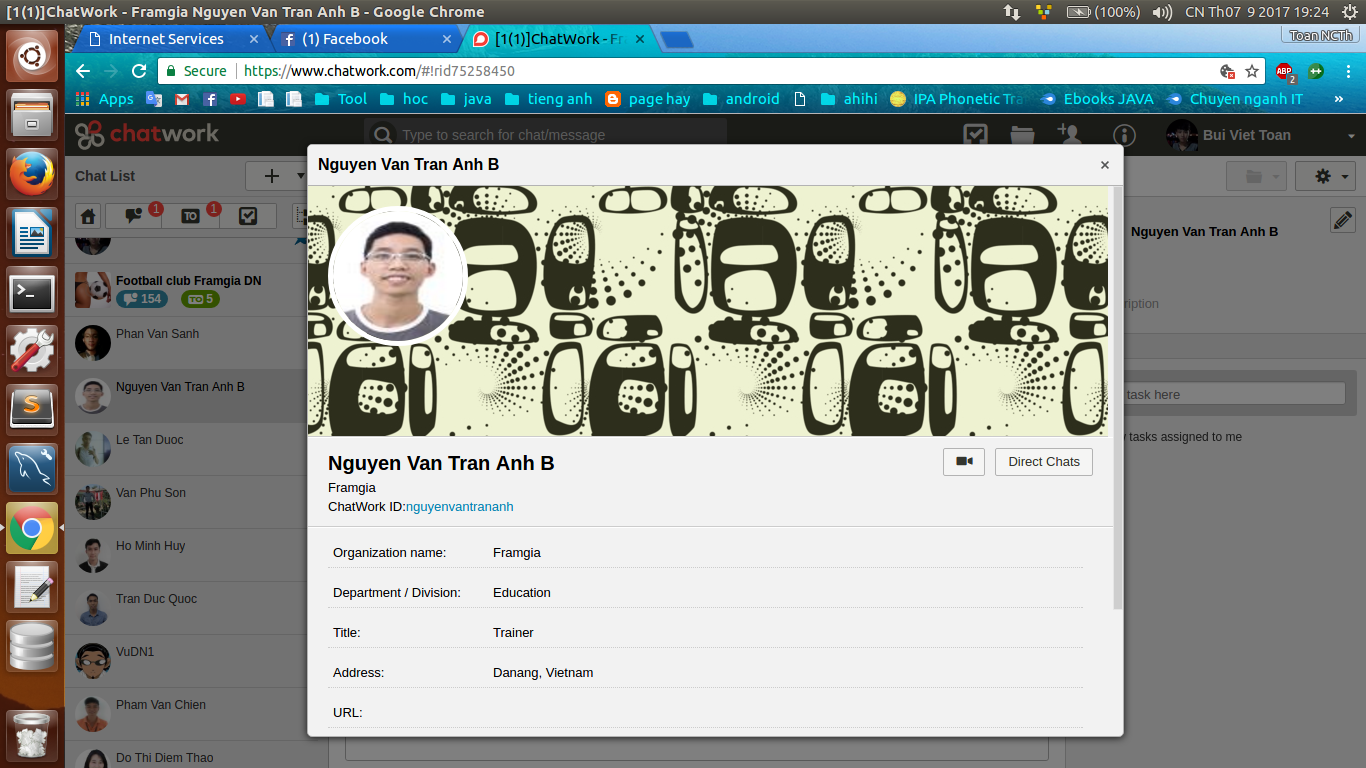 [1(1)]ChatWork - Framgia Nguyen Van Tran Anh B - Google Chrome
(100%) CN Th07 9 2017 19:24
Internet Services × (1) Facebook × [1(1)]ChatWork - Fr × Toan NCTh
Secure https://www.chatwork.com/#!rid75258450 ABP 2
Apps Tool hoc java tieng anh page hay android ahihi IPA Phonetic Tra Ebooks JAVA Chuyen nganh IT »
chatwork Type to search for chat/message Bui Viet Toan
Chat List
1 TO 1
Football club Framgia DN
154 TO 5
Phan Van Sanh
Nguyen Van Tran Anh B
Le Tan Duoc
Van Phu Son
Ho Minh Huy
Tran Duc Quoc
VuDN1
Pham Van Chien
Do Thi Diem Thao
Nguyen Van Tran Anh B ×
Nguyen Van Tran Anh B
Direct Chats
Framgia
ChatWork ID:nguyenvantrananh
Organization name: Framgia
Department / Division: Education
Title: Trainer
Address: Danang, Vietnam
URL:
Nguyen Van Tran Anh B
ription
task here
tasks assigned to me